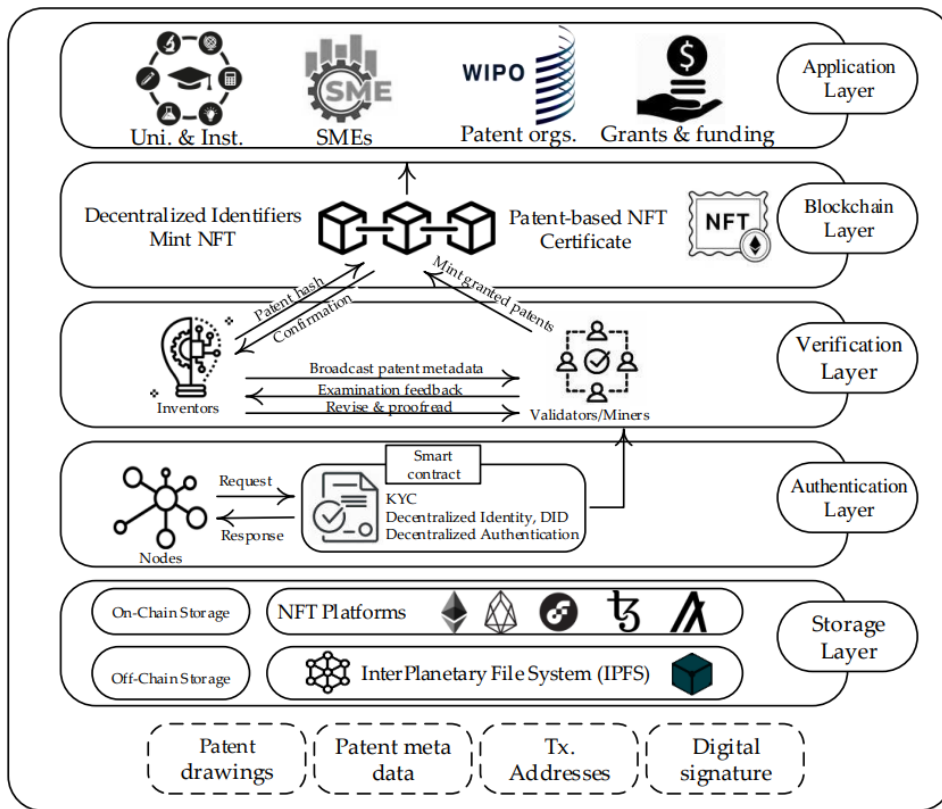 WIPO
SME
Uni. & Inst.
SMEs
Patent orgs.
Grants & funding
Application
Layer
Decentralized Identifiers
Mint NFT
Patent-based NFT
Certificate
NFT
Blockchain
Layer
Patent hash
Confirmation
Mint granted patents
Broadcast patent metadata
Examination feedback
Revise & proofread
Inventors
Validators/Miners
Verification
Layer
Smart
contract
Request
Response
Nodes
KYC
Decentralized Identity, DID
Decentralized Authentication
Authentication
Layer
On-Chain Storage
NFT Platforms
Off-Chain Storage
InterPlanetary File System (IPFS)
Storage
Layer
Patent
drawings
Patent meta
data
Tx.
Addresses
Digital
signature